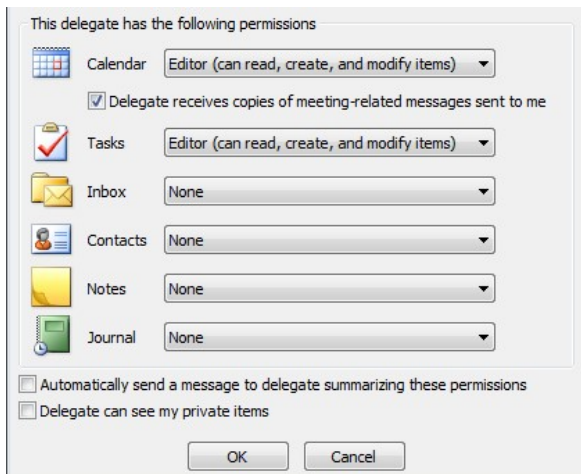 This delegate has the following permissions
Calendar Editor (can read, create, and modify items)
Delegate receives copies of meeting-related messages sent to me
Tasks Editor (can read, create, and modify items)
Inbox None
Contacts None
Notes None
Journal None
Automatically send a message to delegate summarizing these permissions
Delegate can see my private items
OK Cancel